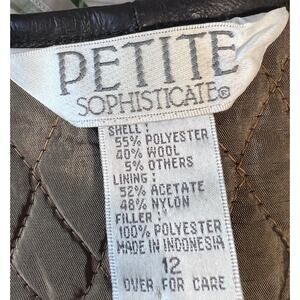 PETITE
SOPHISTICATE®
SHELL:
55% POLYESTER
40% WOOL
5% OTHERS
LINING:
52% ACETATE
48% NYLON
FILLER:
100% POLYESTER
MADE IN INDONESIA
12
OVER FOR CARE